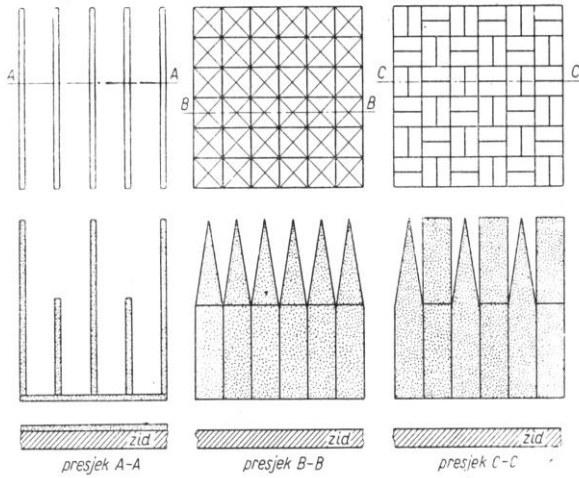 A A
B B
C C
zid
zid
zid
presjek A-A
presjek B-B
presjek C-C